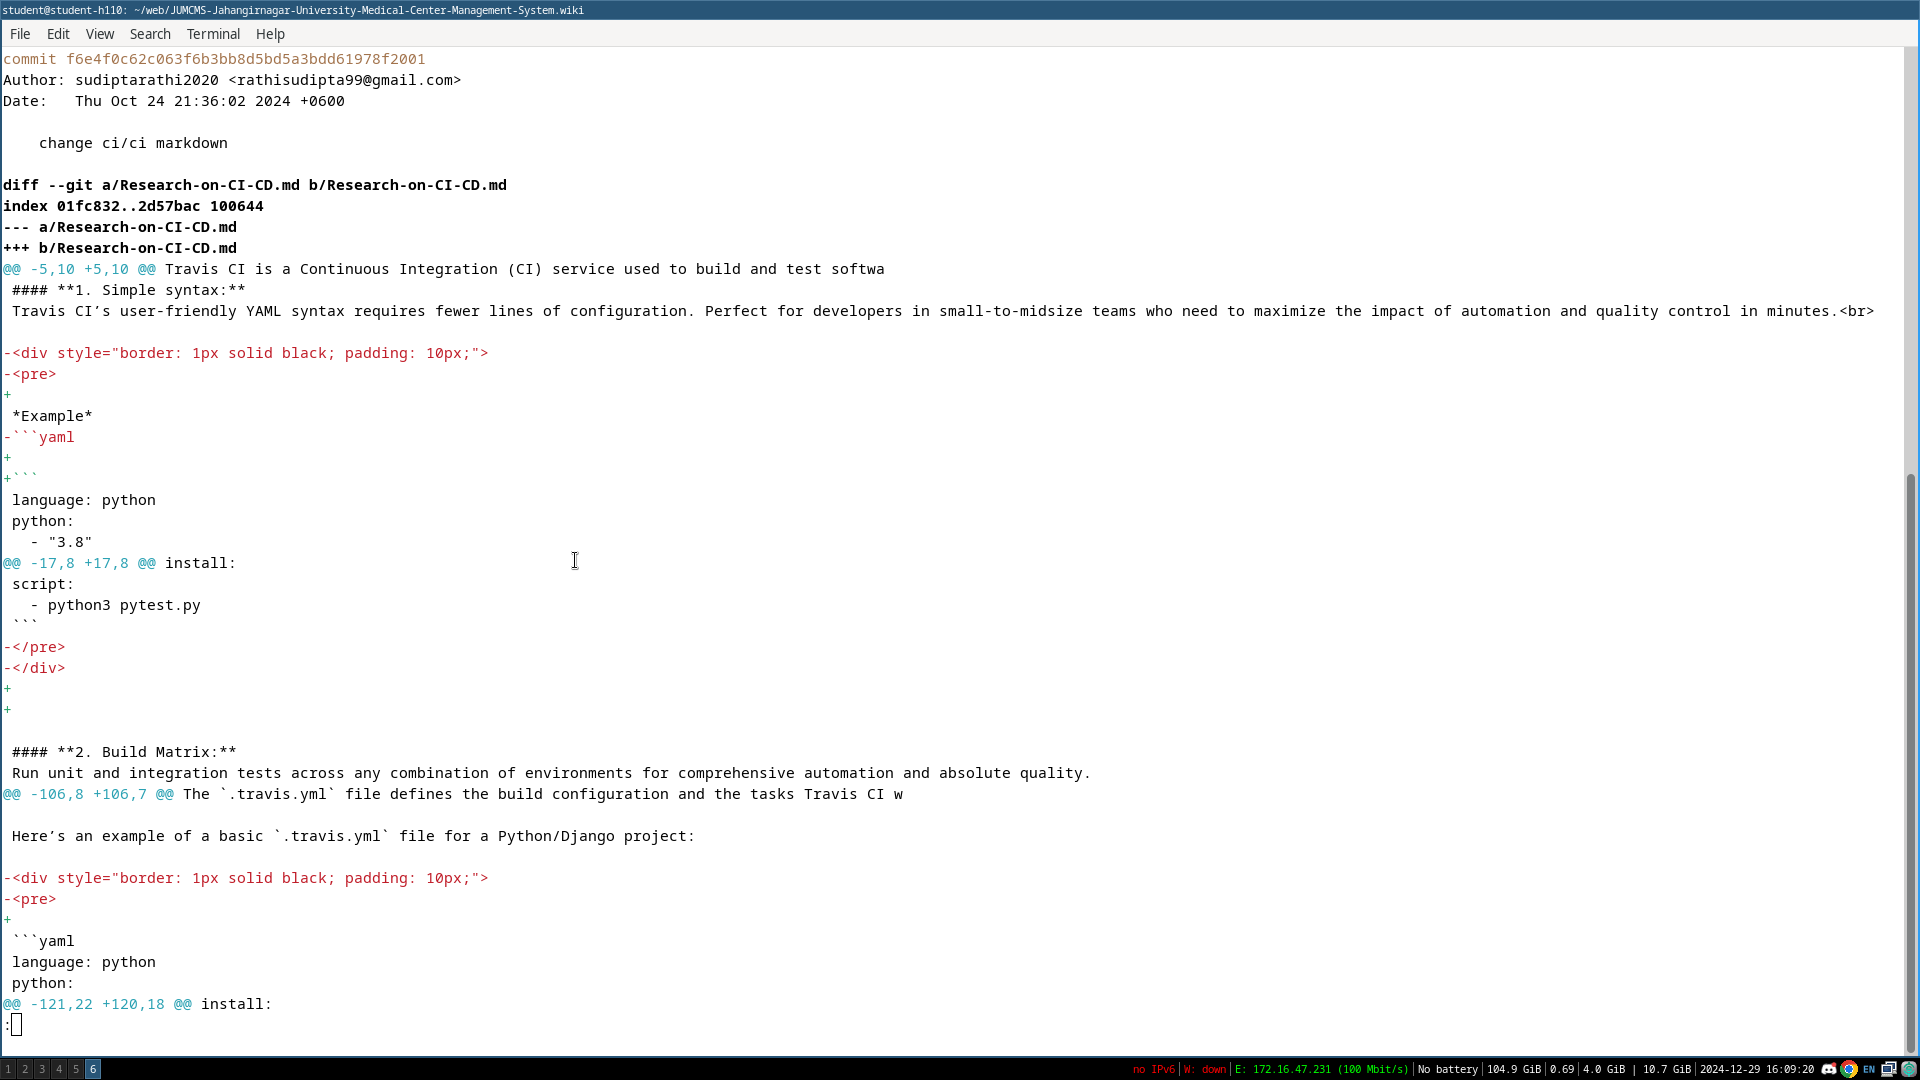 student@student-h110: ~/web/JUMCMS-Jahangirnagar-University-Medical-Center-Management-System.wiki
File Edit View Search Terminal Help
commit f6e4f0c62c063f6b3bb8d5bd5a3bdd61978f2001
Author: sudiptarathi2020 <rathisudipta99@gmail.com>
Date:   Thu Oct 24 21:36:02 2024 +0600
    change ci/ci markdown
diff --git a/Research-on-CI-CD.md b/Research-on-CI-CD.md
index 01fc832..2d57bac 100644
--- a/Research-on-CI-CD.md
+++ b/Research-on-CI-CD.md
@@ -5,10 +5,10 @@ Travis CI is a Continuous Integration (CI) service used to build and test softwa
 #### **1. Simple syntax:**
 Travis CI’s user-friendly YAML syntax requires fewer lines of configuration. Perfect for developers in small-to-midsize teams who need to maximize the impact of automation and quality control in minutes.<br>
-<div style="border: 1px solid black; padding: 10px;">
-<pre>
+
 *Example*
-```yaml
+
+```
 language: python
 python:
   - "3.8"
@@ -17,8 +17,8 @@ install:
 script:
   - python3 pytest.py
 ```
-</pre>
-</div>
+
+
 #### **2. Build Matrix:**
 Run unit and integration tests across any combination of environments for comprehensive automation and absolute quality.
@@ -106,8 +106,7 @@ The `.travis.yml` file defines the build configuration and the tasks Travis CI w
 Here’s an example of a basic `.travis.yml` file for a Python/Django project:
-<div style="border: 1px solid black; padding: 10px;">
-<pre>
+
 ```yaml
 language: python
 python:
@@ -121,22 +120,18 @@ install:
:
1 2 3 4 5 6 no IPv6 | W: down | E: 172.16.47.231 (100 Mbit/s) | No battery | 104.9 GiB | 0.69 | 4.0 GiB | 10.7 GiB | 2024-12-29 16:09:20 EN